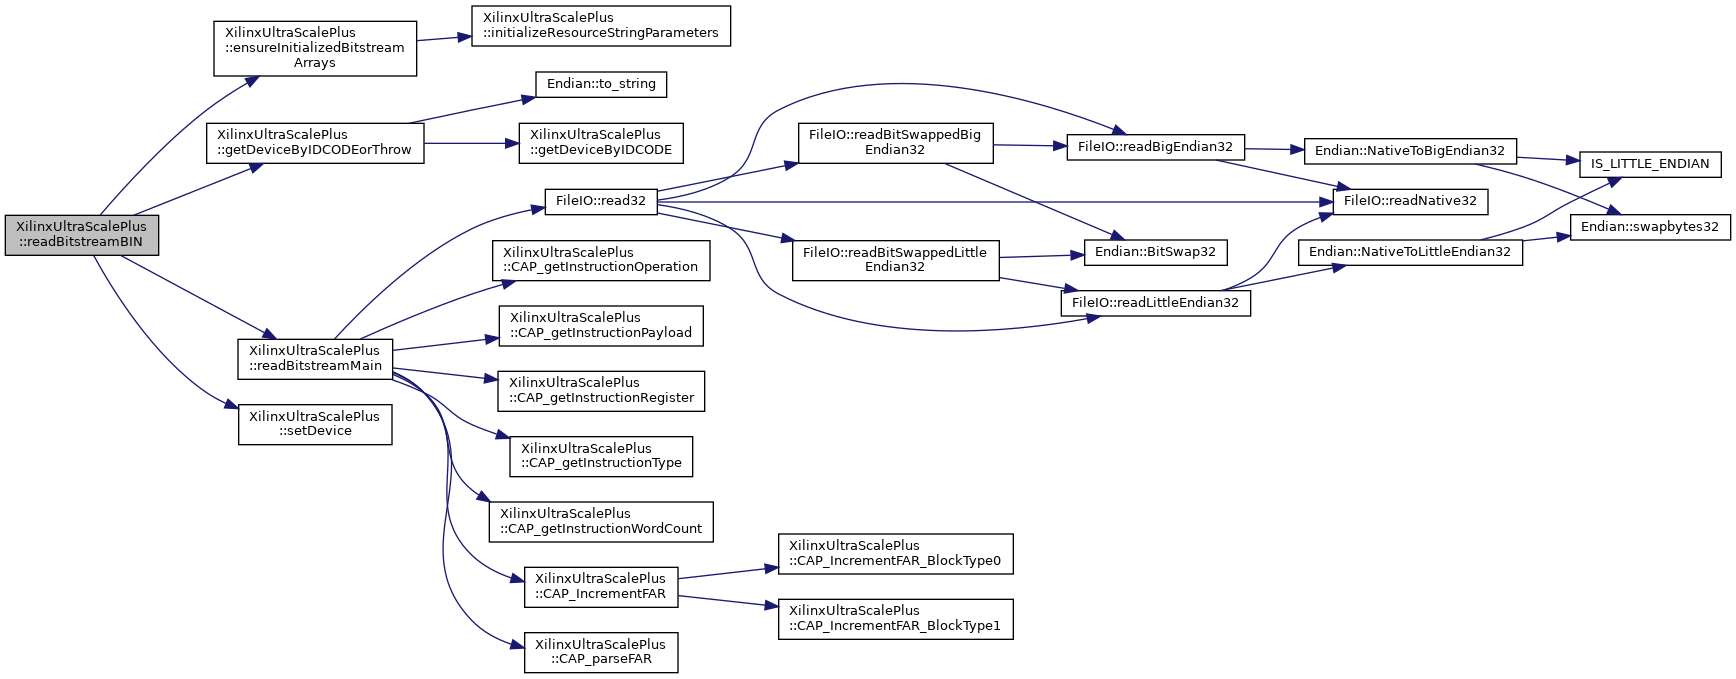 XilinxUltraScalePlus
::readBitstreamBIN
XilinxUltraScalePlus
::ensureInitializedBitstream
Arrays
XilinxUltraScalePlus
::initializeResourceStringParameters
XilinxUltraScalePlus
::getDeviceByIDCODEorThrow
Endian::to_string
XilinxUltraScalePlus
::getDeviceByIDCODE
XilinxUltraScalePlus
::readBitstreamMain
XilinxUltraScalePlus
::setDevice
FileIO::read32
XilinxUltraScalePlus
::CAP_getInstructionOperation
XilinxUltraScalePlus
::CAP_getInstructionPayload
XilinxUltraScalePlus
::CAP_getInstructionRegister
XilinxUltraScalePlus
::CAP_getInstructionType
XilinxUltraScalePlus
::CAP_getInstructionWordCount
XilinxUltraScalePlus
::CAP_IncrementFAR
XilinxUltraScalePlus
::CAP_parseFAR
FileIO::readBitSwappedBig
Endian32
FileIO::readBitSwappedLittle
Endian32
XilinxUltraScalePlus
::CAP_IncrementFAR_BlockType0
XilinxUltraScalePlus
::CAP_IncrementFAR_BlockType1
FileIO::readBigEndian32
Endian::BitSwap32
FileIO::readLittleEndian32
Endian::NativeToBigEndian32
FileIO::readNative32
Endian::NativeToLittleEndian32
IS_LITTLE_ENDIAN
Endian::swapbytes32